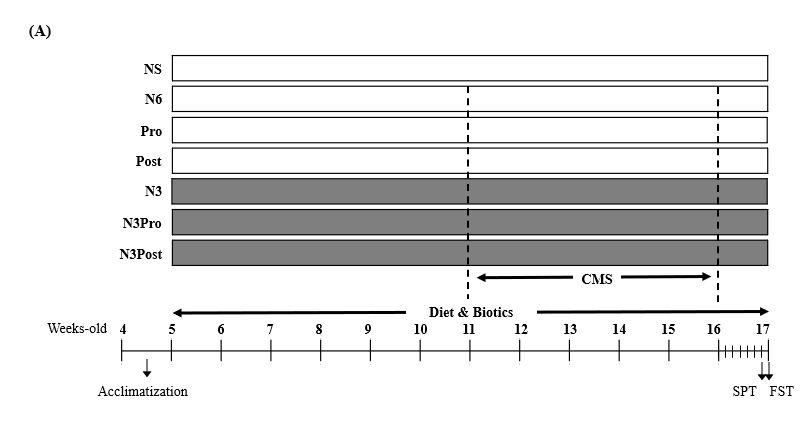 (A)
NS
N6
Pro
Post
N3
N3Pro
N3Post
CMS
Diet & Biotics
Weeks-old 4 5 6 7 8 9 10 11 12 13 14 15 16 17
Acclimatization SPT FST